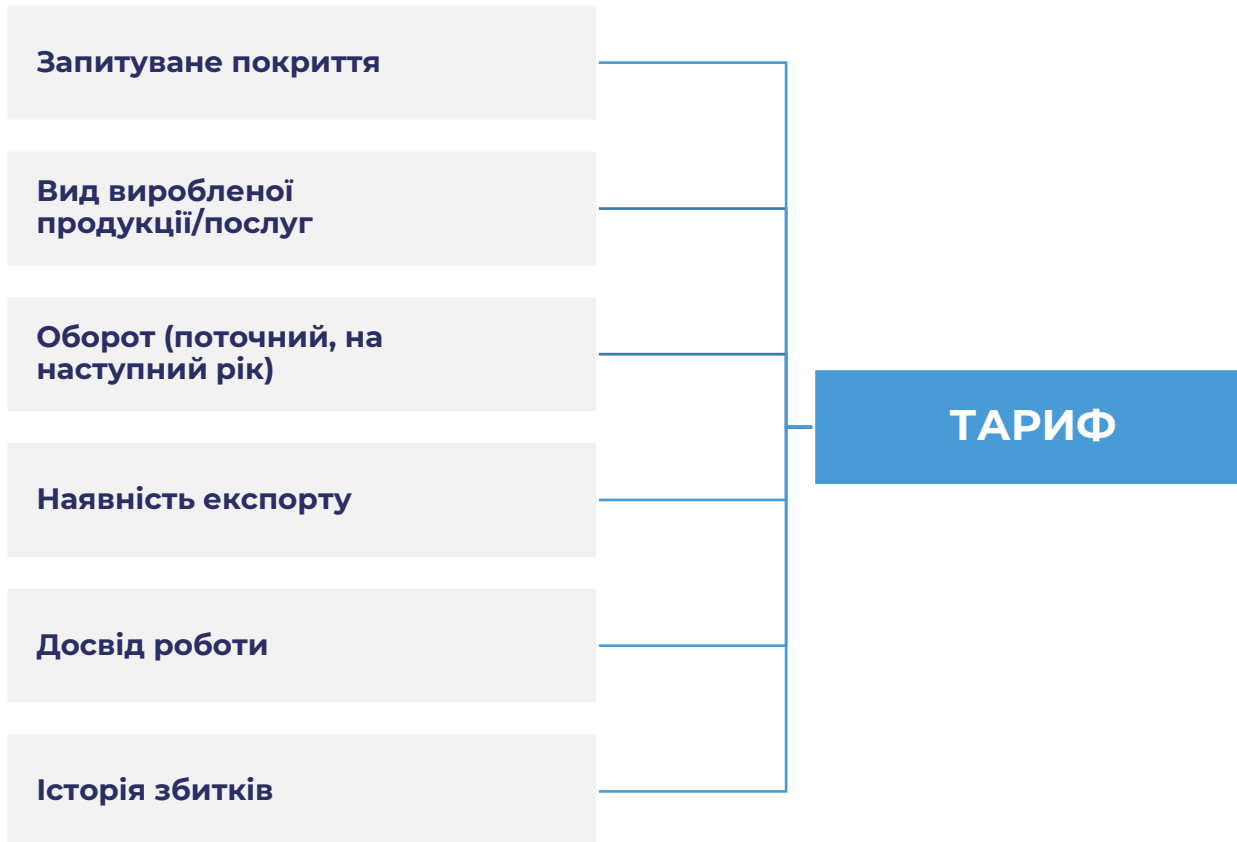 Запитуване покриття
Вид виробленої
продукції/послуг
Оборот (поточний, на
наступний рік)
Наявність експорту
Досвід роботи
Історія збитків
ТАРИФ